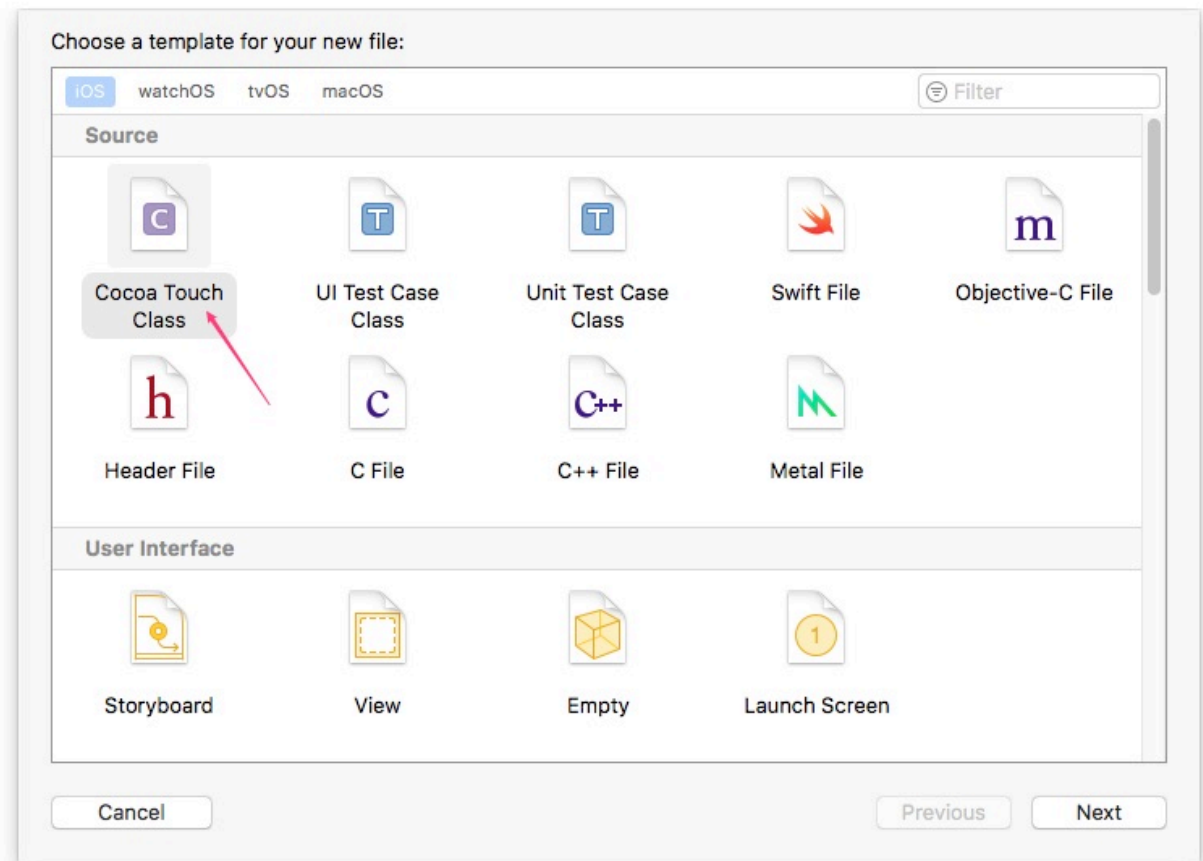 Choose a template for your new file:
iOS watchOS tvOS macOS Filter
Source
C T T m
Cocoa Touch UI Test Case Unit Test Case Swift File Objective-C File
Class Class Class
h c C++
Header File C File C++ File Metal File
User Interface
1
Storyboard View Empty Launch Screen
Cancel Previous Next